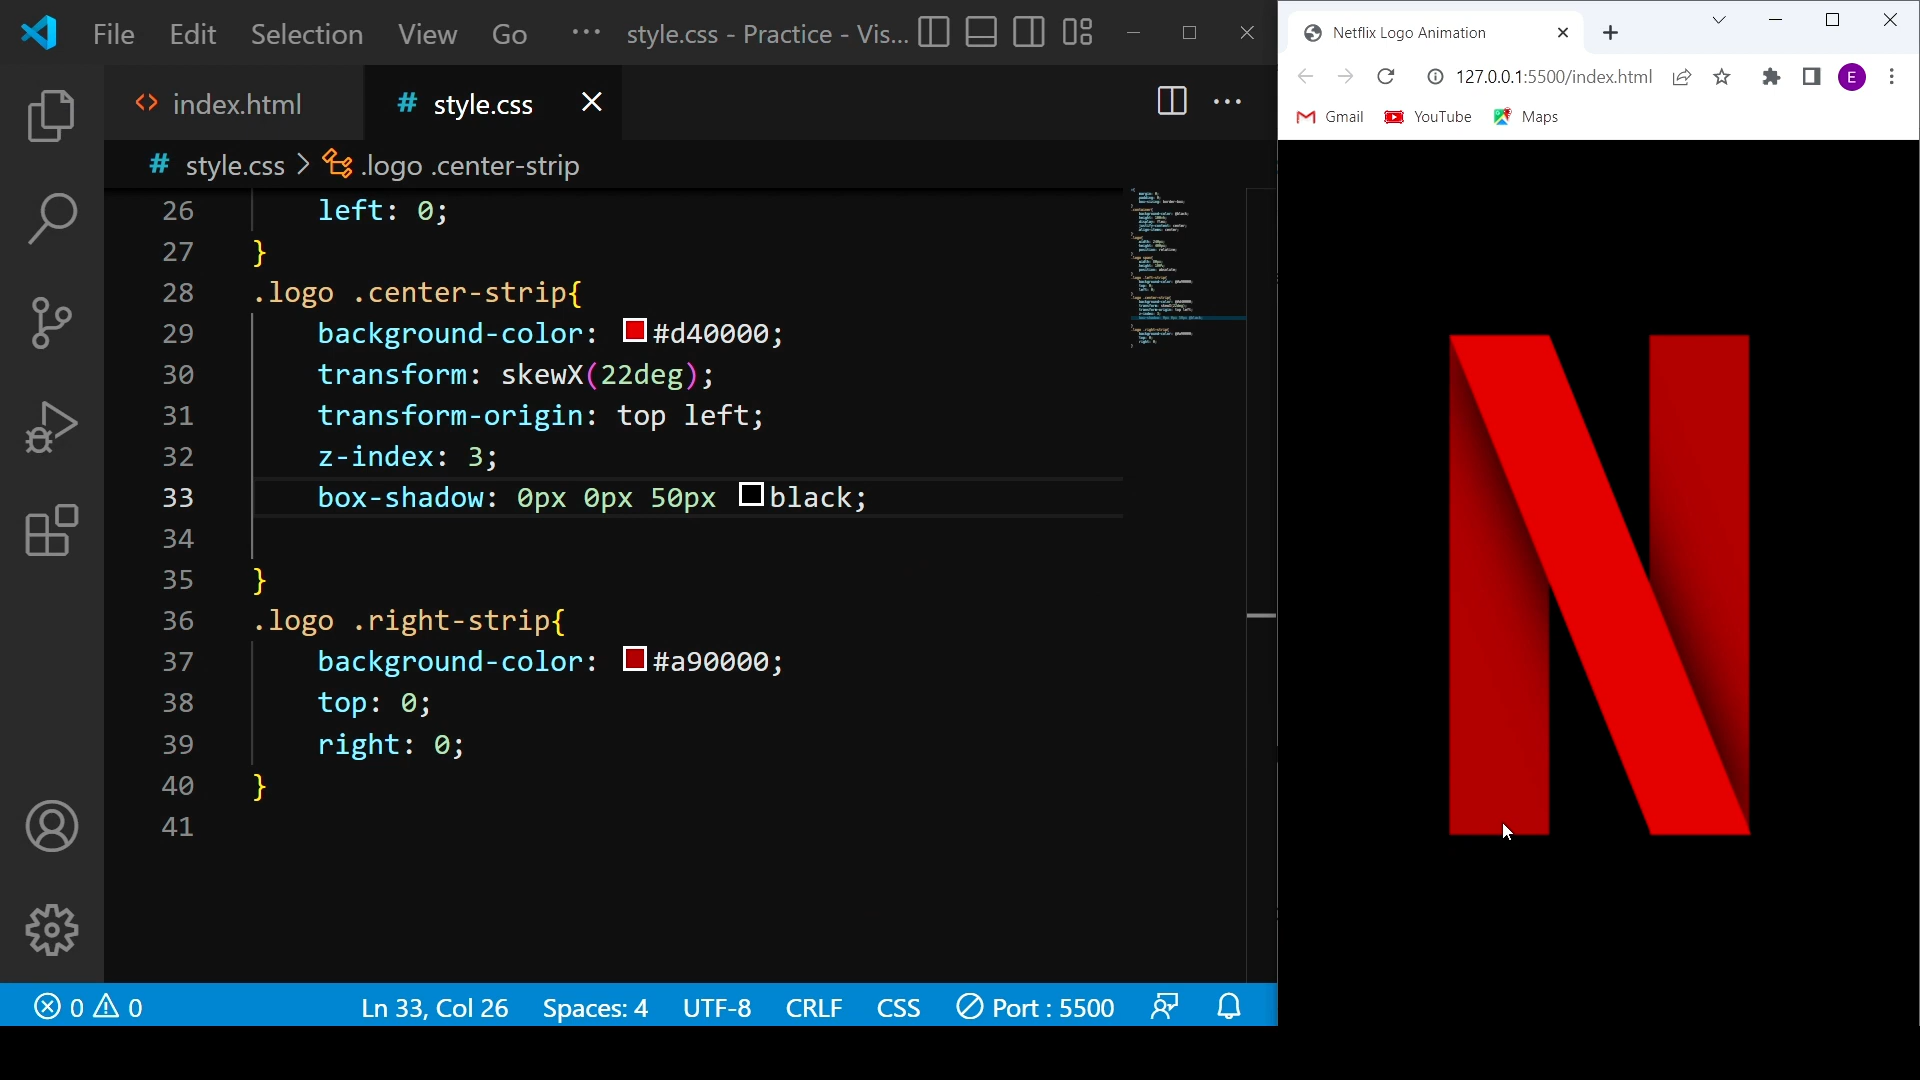 File Edit Selection View Go ··· style.css - Practice - Vis...
index.html
# style.css
# style.css > .logo .center-strip
26 left: 0;
27 }
28 .logo .center-strip{
29 background-color: #d40000;
30 transform: skewX(22deg);
31 transform-origin: top left;
32 z-index: 3;
33 box-shadow: 0px 0px 50px black;
34
35 }
36 .logo .right-strip{
37 background-color: #a90000;
38 top: 0;
39 right: 0;
40 }
41
0 0 Ln 33, Col 26 Spaces: 4 UTF-8 CRLF CSS Port : 5500
Netflix Logo Animation
127.0.0.1:5500/index.html
E
Gmail YouTube Maps